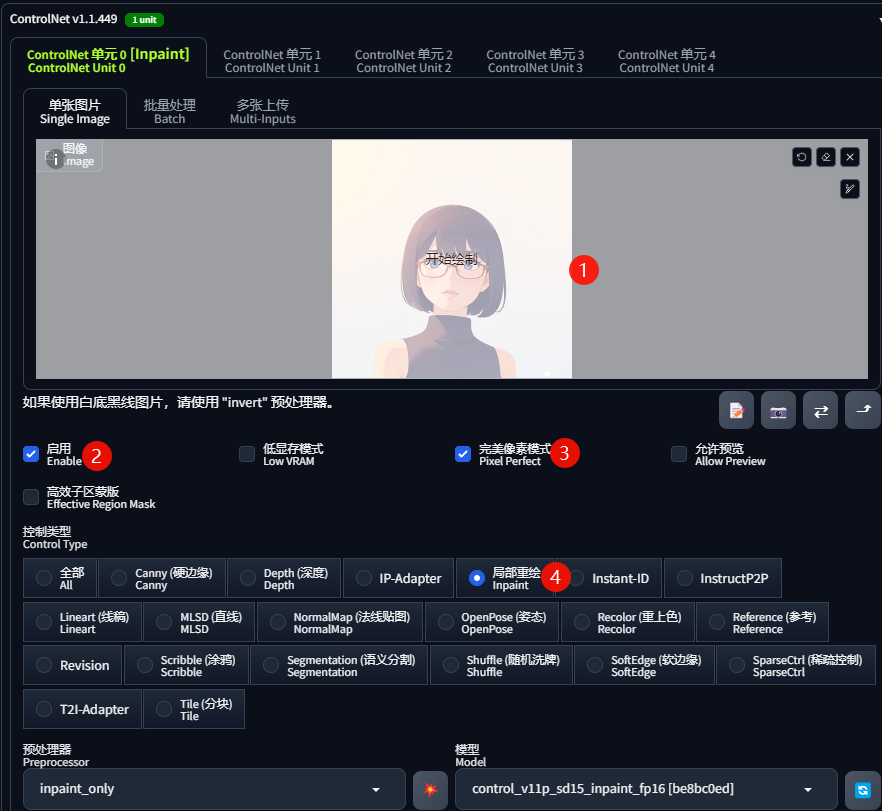 ControlNet v1.1.449 1 unit
ControlNet 单元 0 [Inpaint]
ControlNet Unit 0
ControlNet 单元 1
ControlNet Unit 1
ControlNet 单元 2
ControlNet Unit 2
ControlNet 单元 3
ControlNet Unit 3
ControlNet 单元 4
ControlNet Unit 4
单张图片
Single Image
批量处理
Batch
多张上传
Multi-Inputs
图像
Image
开始绘制
1
如果使用白底黑线图片，请使用 "invert" 预处理器。
启用
Enable
2
低显存模式
Low VRAM
完美像素模式
Pixel Perfect
3
允许预览
Allow Preview
高效子区蒙版
Effective Region Mask
控制类型
Control Type
全部
All
Canny (硬边缘)
Canny
Depth (深度)
Depth
IP-Adapter
局部重绘
Inpaint
4
Instant-ID
InstructP2P
Lineart (线稿)
Lineart
MLSD (直线)
MLSD
NormalMap (法线贴图)
NormalMap
OpenPose (姿态)
OpenPose
Recolor (重上色)
Recolor
Reference (参考)
Reference
Revision
Scribble (涂鸦)
Scribble
Segmentation (语义分割)
Segmentation
Shuffle (随机洗牌)
Shuffle
SoftEdge (软边缘)
SoftEdge
SparseCtrl (稀疏控制)
SparseCtrl
T2I-Adapter
Tile (分块)
Tile
预处理器
Preprocessor
inpaint_only
模型
Model
control_v11p_sd15_inpaint_fp16 [be8bc0ed]